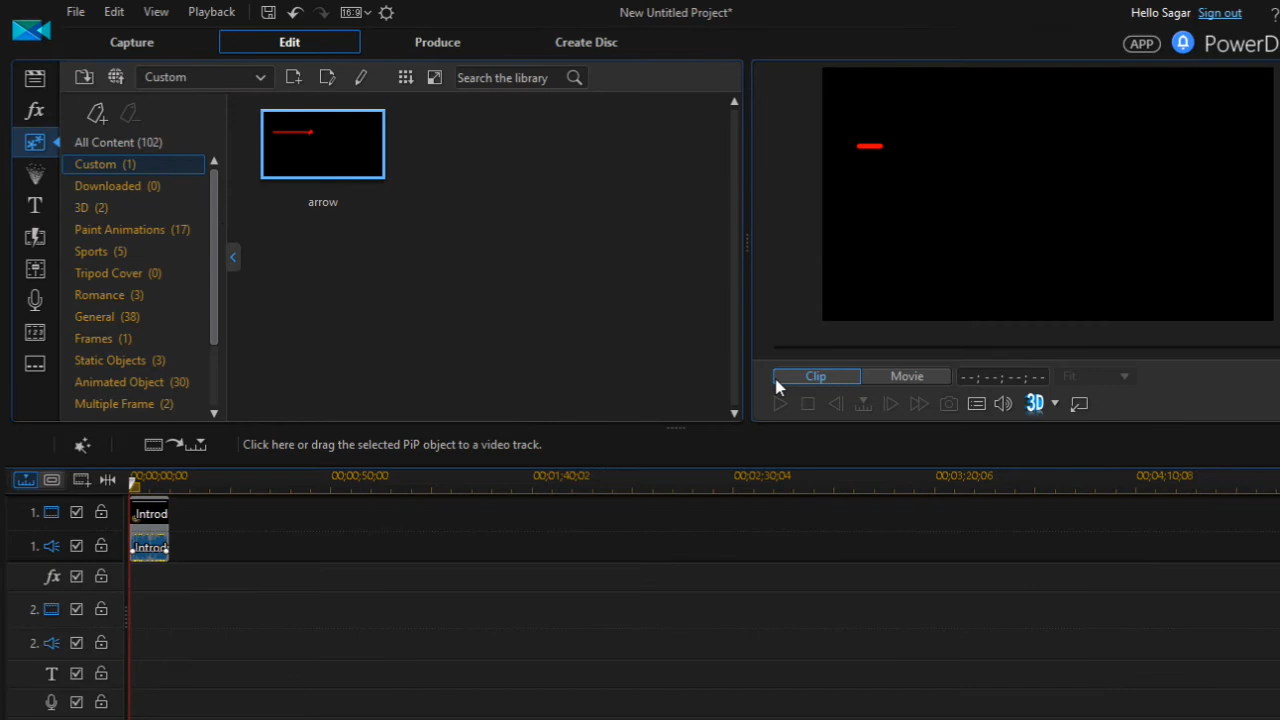 File Edit View Playback 16:9 New Untitled Project* Hello Sagar Sign out ?
Capture Edit Produce Create Disc APP PowerD
Custom Search the library
fx
All Content (102)
Custom (1)
Downloaded (0)
3D (2)
Paint Animations (17)
Sports (5)
Tripod Cover (0)
Romance (3)
General (38)
Frames (1)
Static Objects (3)
Animated Object (30)
Multiple Frame (2)
T
123
arrow
Clip Movie --;--;--;-- Fit
3D
Click here or drag the selected PiP object to a video track.
00;00;00;00 00;00;50;00 00;01;40;02 00;02;30;04 00;03;20;06 00;04;10;08
1. Introd
1. Introd
fx
2.
2.
T